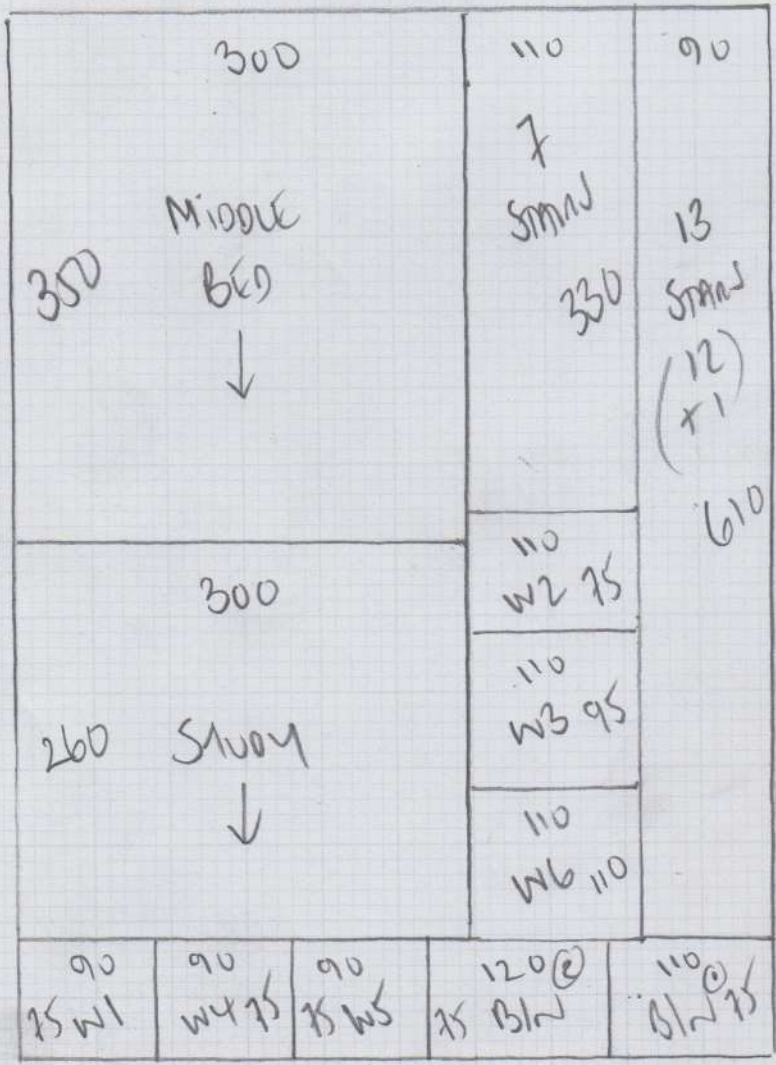 300
MIDDLE
BED
350
110
7
STAIRS
330
90
13
STAIRS
(12
+1)
610
300
260 STUDY
110
W2 75
110
W3 95
110
W6 110
90
75 W1
90
W4 75
90
75 W5
120 @
75 BIN
110 @
BIN 75